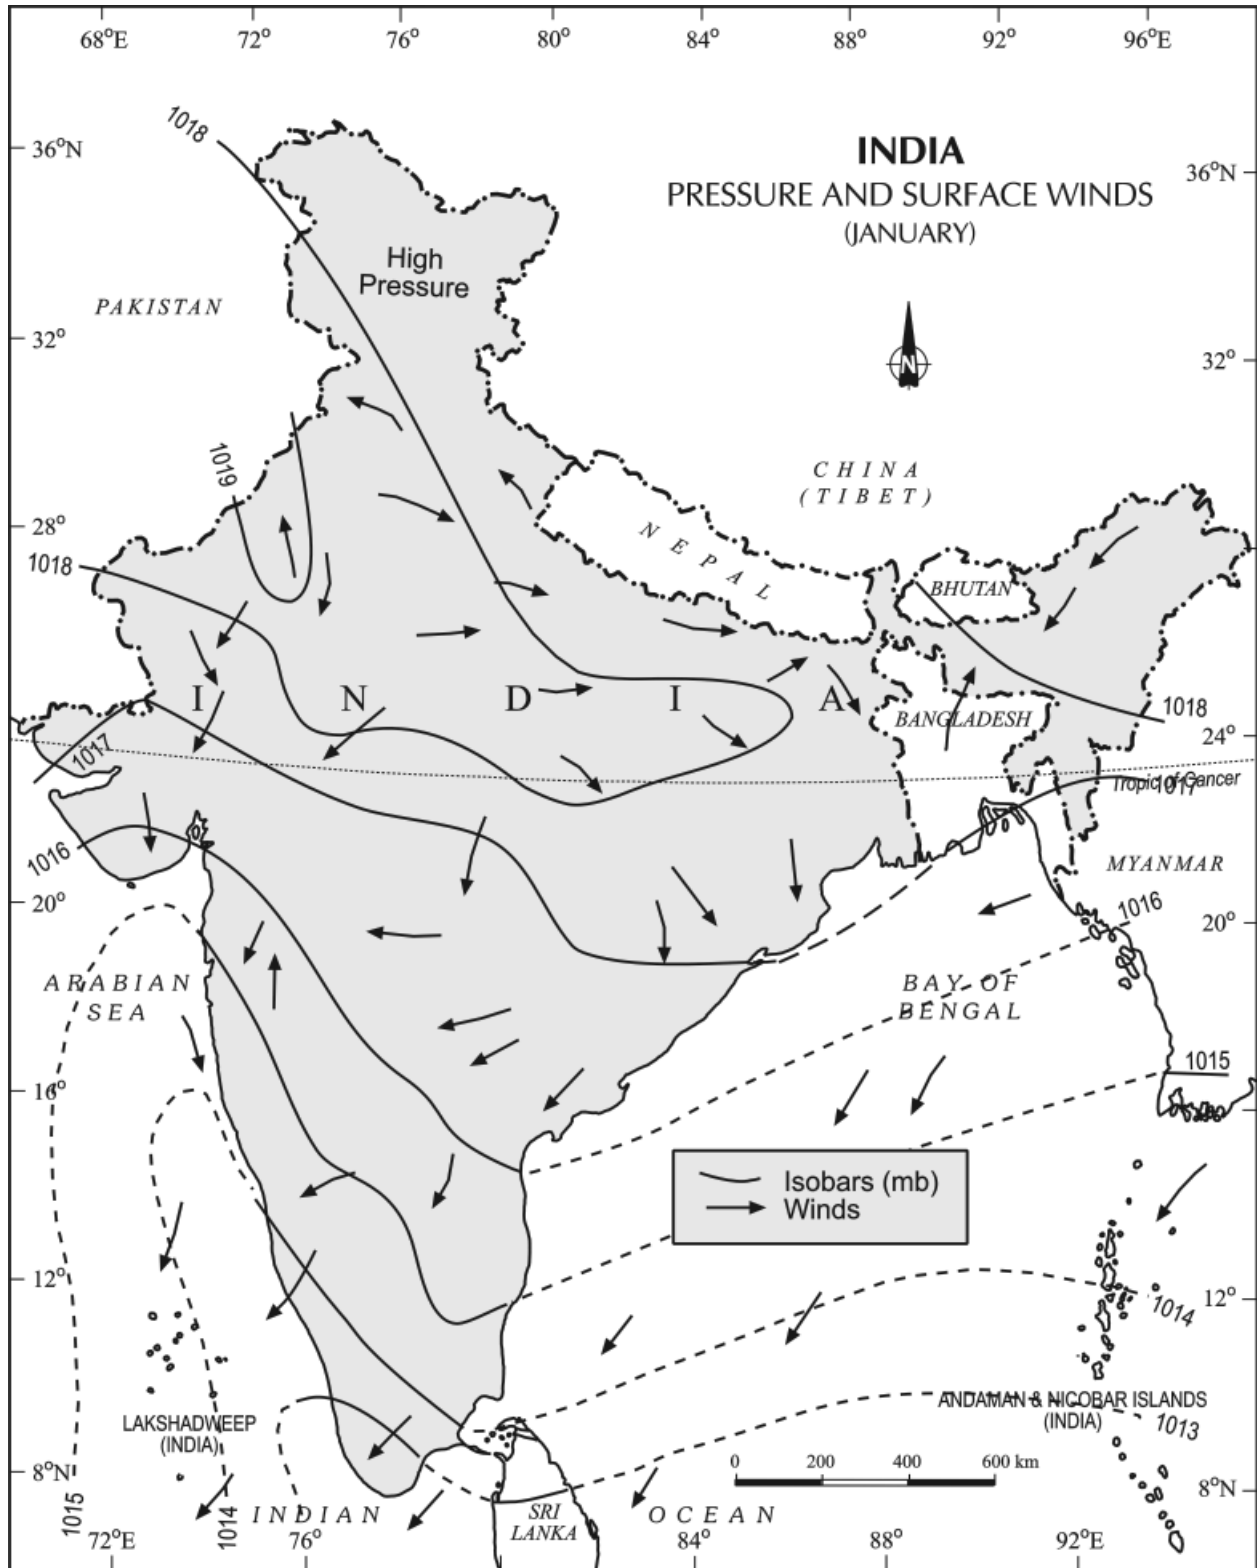 68°E 72° 76° 80° 84° 88° 92° 96°E
1018
36°N
INDIA
PRESSURE AND SURFACE WINDS
(JANUARY)
36°N
High
Pressure
PAKISTAN
32°
N
32°
1019
CHINA
(TIBET)
28°
NEPAL
1018
BHUTAN
I N D I A
BANGLADESH
1018
1017
24°
Tropic of Cancer
1017
1016
MYANMAR
20°
1016
20°
ARABIAN
SEA
BAY OF
BENGAL
1015
16°
Isobars (mb)
Winds
12°
1014
12°
LAKSHADWEEP
(INDIA)
ANDAMAN & NICOBAR ISLANDS
(INDIA)
1013
0 200 400 600 km
8°N
8°N
1015
1014
INDIAN
SRI
LANKA
OCEAN
72°E 76° 84° 88° 92°E